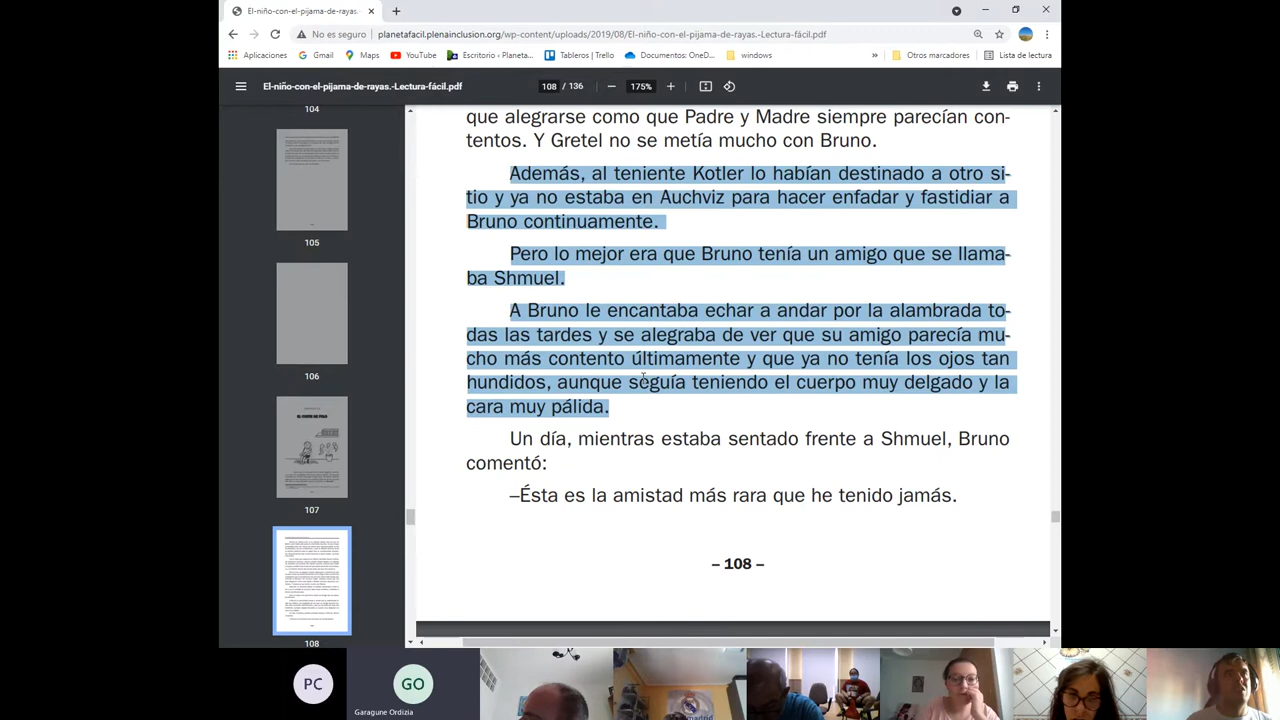 El-niño-con-el-pijama-de-rayas.-
No es seguro
planetafacil.plenainclusion.org/wp-content/uploads/2019/08/El-niño-con-el-pijama-de-rayas.-Lectura-fácil.pdf
Aplicaciones
Gmail
Maps
YouTube
Escritorio - Planeta...
Tableros | Trello
Documentos: OneD...
windows
»
Otros marcadores
Lista de lectura
El-niño-con-el-pijama-de-rayas.-Lectura-fácil.pdf
108 / 136
175%
104
105
106
107
108
que alegrarse como que Padre y Madre siempre parecían con-
tentos. Y Gretel no se metía mucho con Bruno.
Además, al teniente Kotler lo habían destinado a otro si-
tio y ya no estaba en Auchviz para hacer enfadar y fastidiar a
Bruno continuamente.
Pero lo mejor era que Bruno tenía un amigo que se llama-
ba Shmuel.
A Bruno le encantaba echar a andar por la alambrada to-
das las tardes y se alegraba de ver que su amigo parecía mu-
cho más contento últimamente y que ya no tenía los ojos tan
hundidos, aunque seguía teniendo el cuerpo muy delgado y la
cara muy pálida.
Un día, mientras estaba sentado frente a Shmuel, Bruno
comentó:
–Ésta es la amistad más rara que he tenido jamás.
– 108 –
PC
GO
Garagune Ordizia